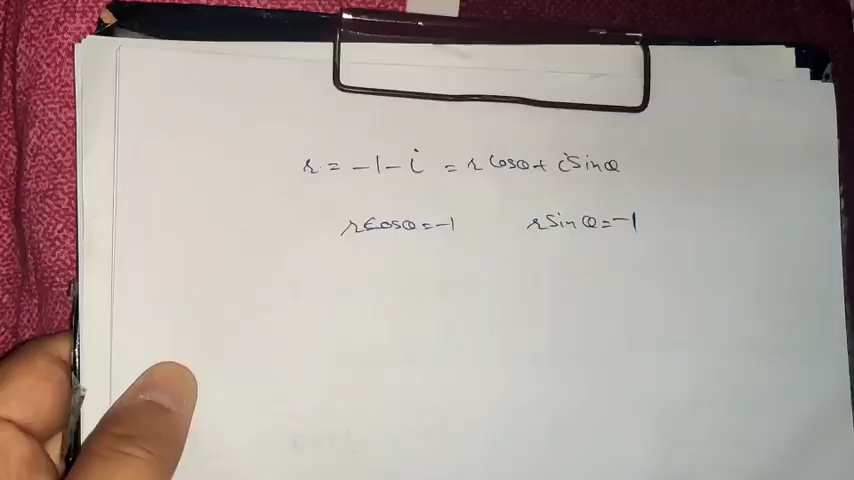 r = -1 - i = r cosθ + i sinθ
r cosθ = -1 r sinθ = -1